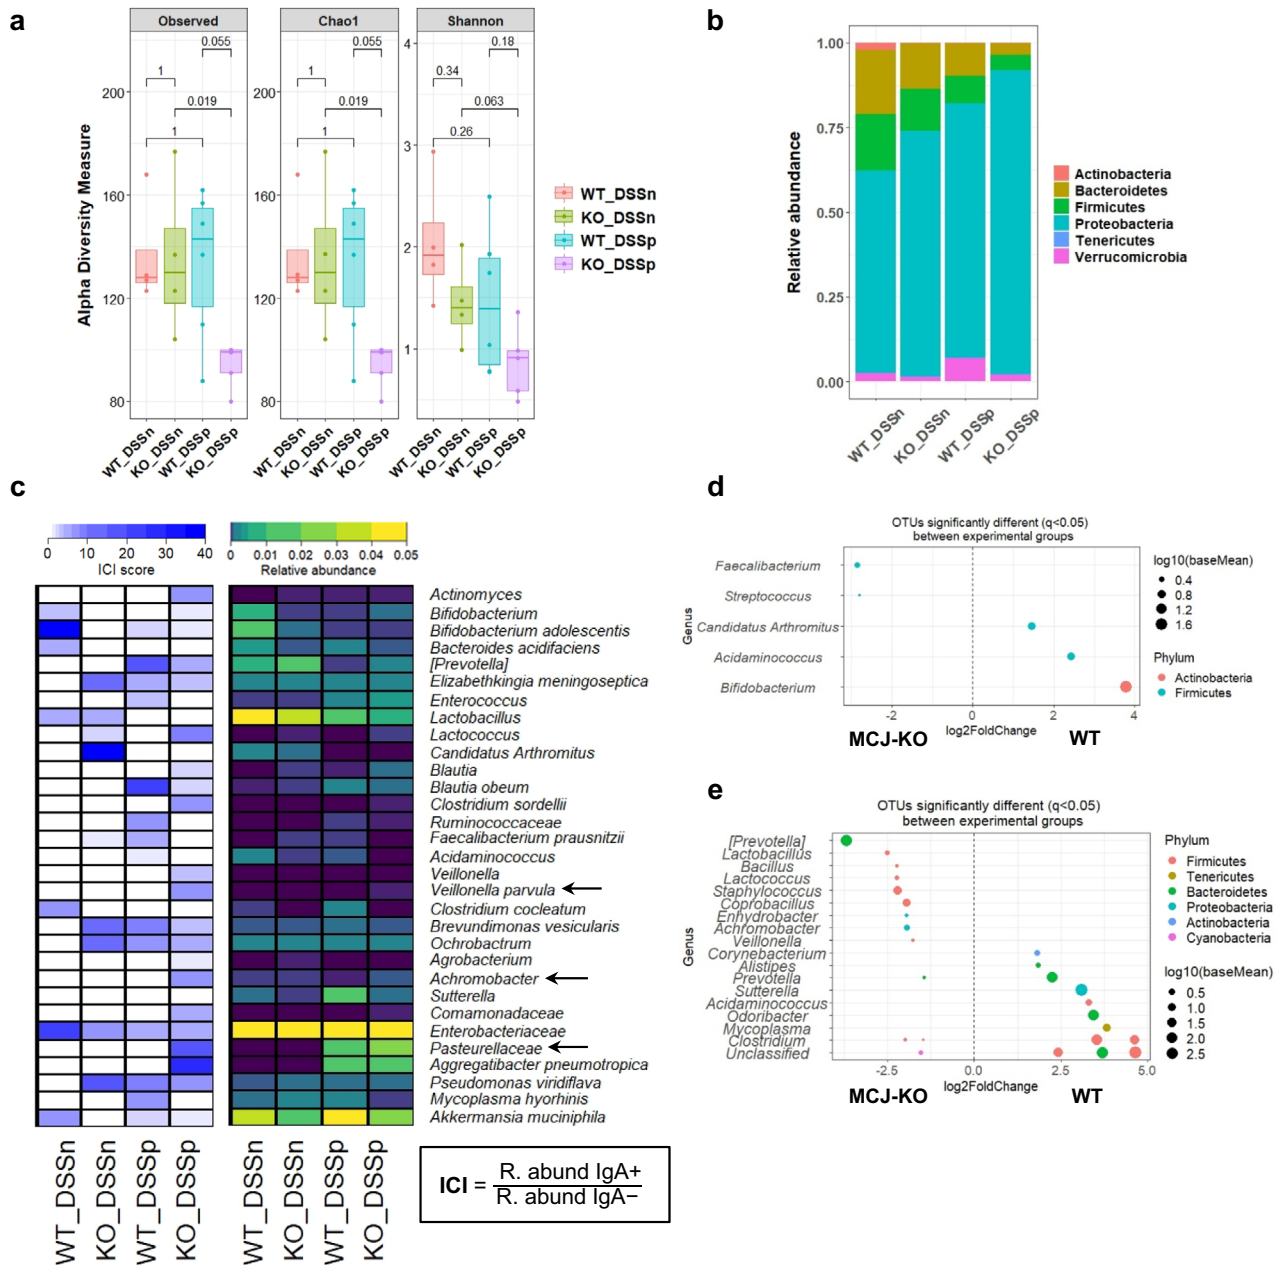 a
Observed
Chao1
Shannon
Alpha Diversity Measure
200
160
120
80
200
160
120
80
4
3
2
1
0.055
1
0.019
1
0.055
1
0.019
1
0.18
0.34
0.063
0.26
WT_DSSn
KO_DSSn
WT_DSSp
KO_DSSp
WT_DSSn
KO_DSSn
WT_DSSp
KO_DSSp
WT_DSSn
KO_DSSn
WT_DSSp
KO_DSSp
WT_DSSn
KO_DSSn
WT_DSSp
KO_DSSp
b
Relative abundance
1.00
0.75
0.50
0.25
0.00
WT_DSSn
KO_DSSn
WT_DSSp
KO_DSSp
Actinobacteria
Bacteroidetes
Firmicutes
Proteobacteria
Tenericutes
Verrucomicrobia
c
0 10 20 30 40
ICI score
0 0.01 0.02 0.03 0.04 0.05
Relative abundance
Actinomyces
Bifidobacterium
Bifidobacterium adolescentis
Bacteroides acidifaciens
[Prevotella]
Elizabethkingia meningoseptica
Enterococcus
Lactobacillus
Lactococcus
Candidatus Arthromitus
Blautia
Blautia obeum
Clostridium sordellii
Ruminococcaceae
Faecalibacterium prausnitzii
Acidaminococcus
Veillonella
Veillonella parvula
Clostridium cocleatum
Brevundimonas vesicularis
Ochrobactrum
Agrobacterium
Achromobacter
Sutterella
Comamonadaceae
Enterobacteriaceae
Pasteurellaceae
Aggregatibacter pneumotropica
Pseudomonas viridiflava
Mycoplasma hyorhinis
Akkermansia muciniphila
WT_DSSn
KO_DSSn
WT_DSSp
KO_DSSp
WT_DSSn
KO_DSSn
WT_DSSp
KO_DSSp
ICI = R. abund IgA+
R. abund IgA−
d
OTUs significantly different (q<0.05)
between experimental groups
Genus
Faecalibacterium
Streptococcus
Candidatus Arthromitus
Acidaminococcus
Bifidobacterium
-2 0 2 4
log2FoldChange
MCJ-KO
WT
log10(baseMean)
0.4
0.8
1.2
1.6
Phylum
Actinobacteria
Firmicutes
e
OTUs significantly different (q<0.05)
between experimental groups
Genus
[Prevotella]
Lactobacillus
Bacillus
Lactococcus
Staphylococcus
Coprobacillus
Enhydrobacter
Achromobacter
Veillonella
Corynebacterium
Alistipes
Prevotella
Sutterella
Acidaminococcus
Odoribacter
Mycoplasma
Clostridium
Unclassified
-2.5 0.0 2.5 5.0
log2FoldChange
MCJ-KO
WT
Phylum
Firmicutes
Tenericutes
Bacteroidetes
Proteobacteria
Actinobacteria
Cyanobacteria
log10(baseMean)
0.5
1.0
1.5
2.0
2.5